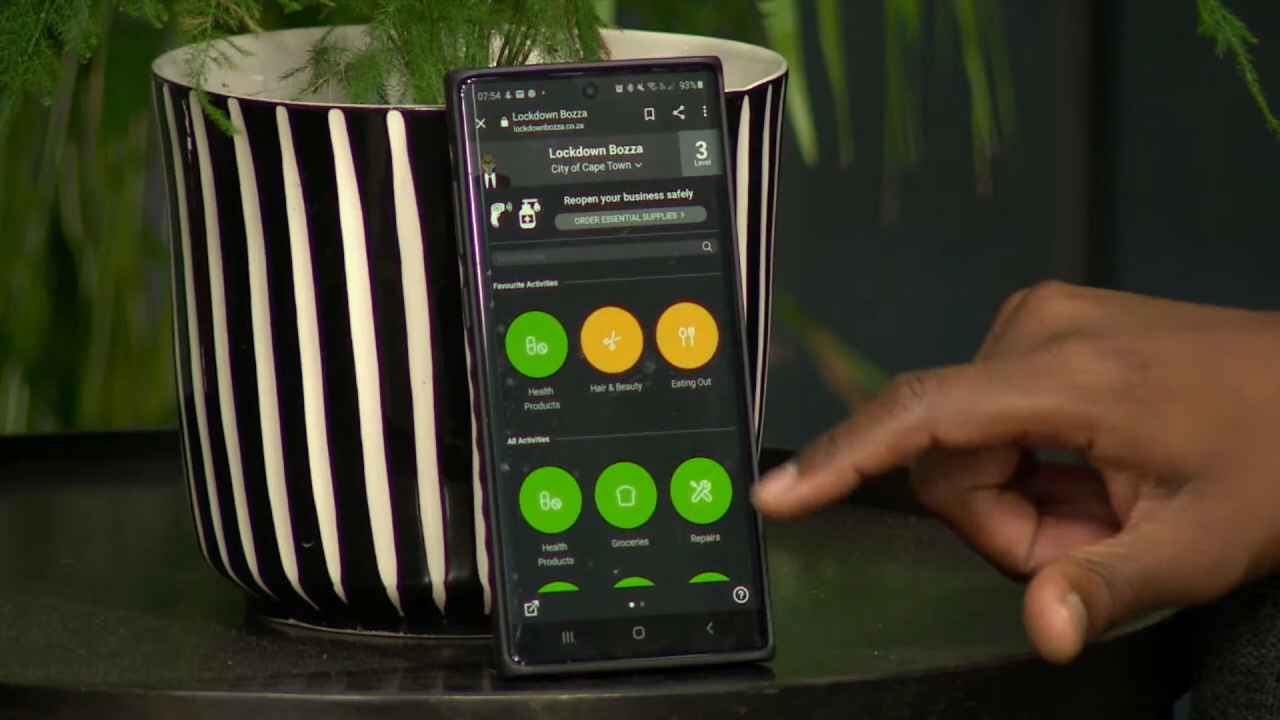 07:54
93%
Lockdown Bozza
lockdownbozza.co.za
Lockdown Bozza
City of Cape Town
3
Level
Reopen your business safely
ORDER ESSENTIAL SUPPLIES
Favourite Activities
Health
Products
Hair & Beauty
Eating Out
All Activities
Health
Products
Groceries
Repairs